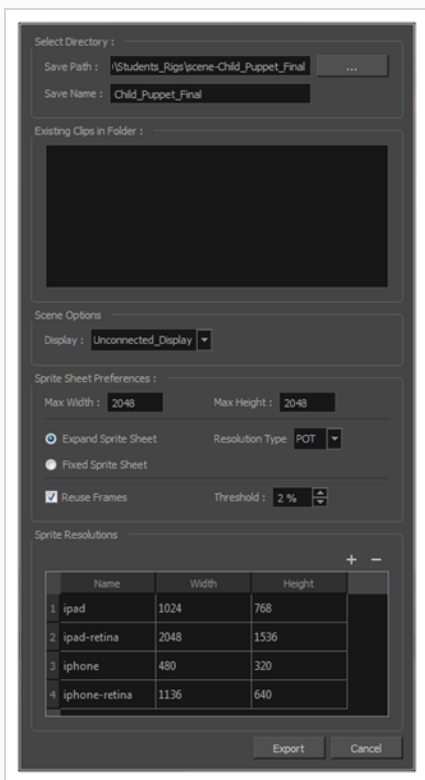 Select Directory :
Save Path : \Students_Rigs\scene-Child_Puppet_Final ...
Save Name : Child_Puppet_Final
Existing Clips in Folder :
Scene Options
Display : Unconnected_Display
Sprite Sheet Preferences :
Max Width : 2048 Max Height : 2048
Expand Sprite Sheet Resolution Type POT
Fixed Sprite Sheet
Reuse Frames Threshold : 2 %
Sprite Resolutions
+ −
Name Width Height
1 ipad 1024 768
2 ipad-retina 2048 1536
3 iphone 480 320
4 iphone-retina 1136 640
Export Cancel